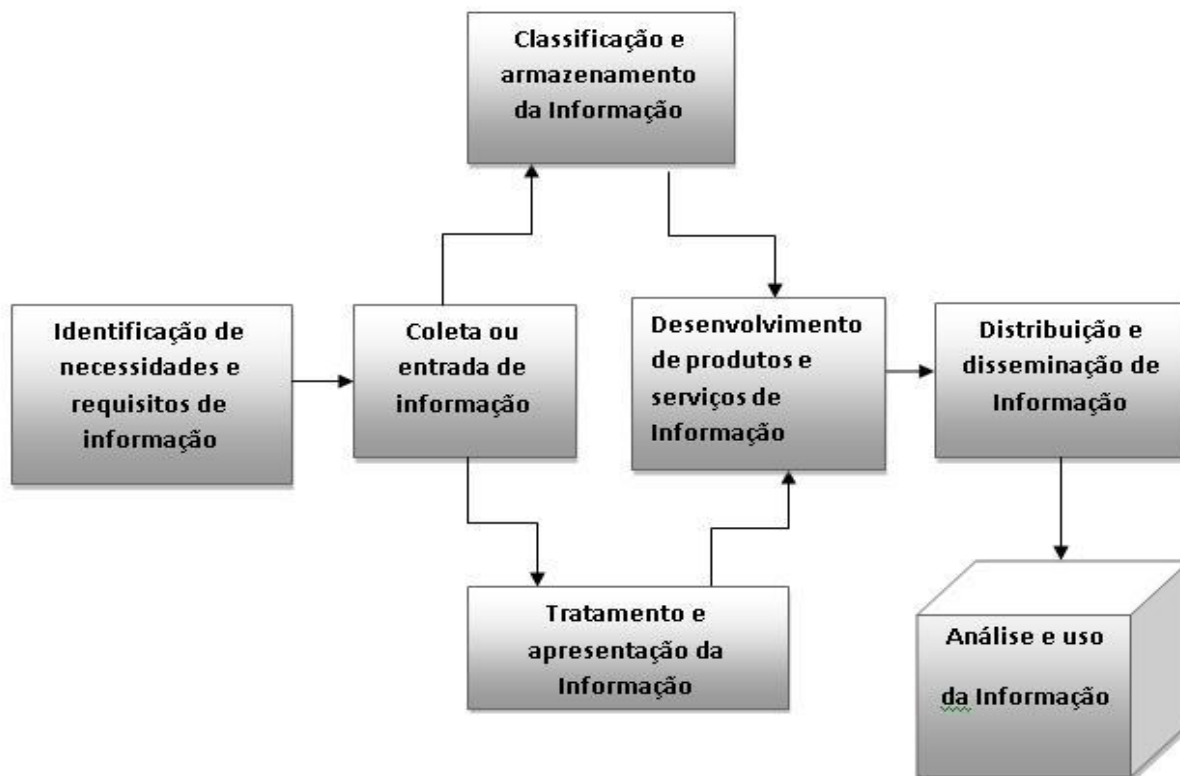 Classificação e
armazenamento
da Informação
Identificação de
necessidades e
requisitos de
informação
Coleta ou
entrada de
informação
Desenvolvimento
de produtos e
serviços de
Informação
Distribuição e
disseminação de
Informação
Tratamento e
apresentação da
Informação
Análise e uso
da Informação